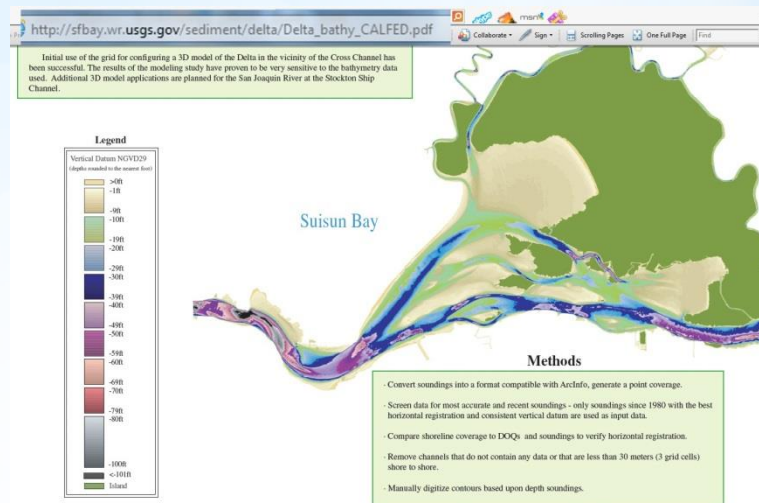 http://sfbay.wr.usgs.gov/sediment/delta/Delta_bathy_CALFED.pdf
msn
Collaborate
Sign
Scrolling Pages
One Full Page
Find
Initial use of the grid for configuring a 3D model of the Delta in the vicinity of the Cross Channel has
been successful. The results of the modeling study have proven to be very sensitive to the bathymetry data
used. Additional 3D model applications are planned for the San Joaquin River at the Stockton Ship
Channel.
Legend
Vertical Datum NGVD29
(depths rounded to the nearest foot)
>0ft
-1ft
-9ft
-10ft
-19ft
-20ft
-29ft
-30ft
-39ft
-40ft
-49ft
-50ft
-59ft
-60ft
-69ft
-70ft
-79ft
-80ft
-100ft
<-101ft
Island
Suisun Bay
Methods
· Convert soundings into a format compatible with ArcInfo, generate a point coverage.
· Screen data for most accurate and recent soundings - only soundings since 1980 with the best
horizontal registration and consistent vertical datum are used as input data.
· Compare shoreline coverage to DOQs and soundings to verify horizontal registration.
· Remove channels that do not contain any data or that are less than 30 meters (3 grid cells)
shore to shore.
· Manually digitize contours based upon depth soundings.